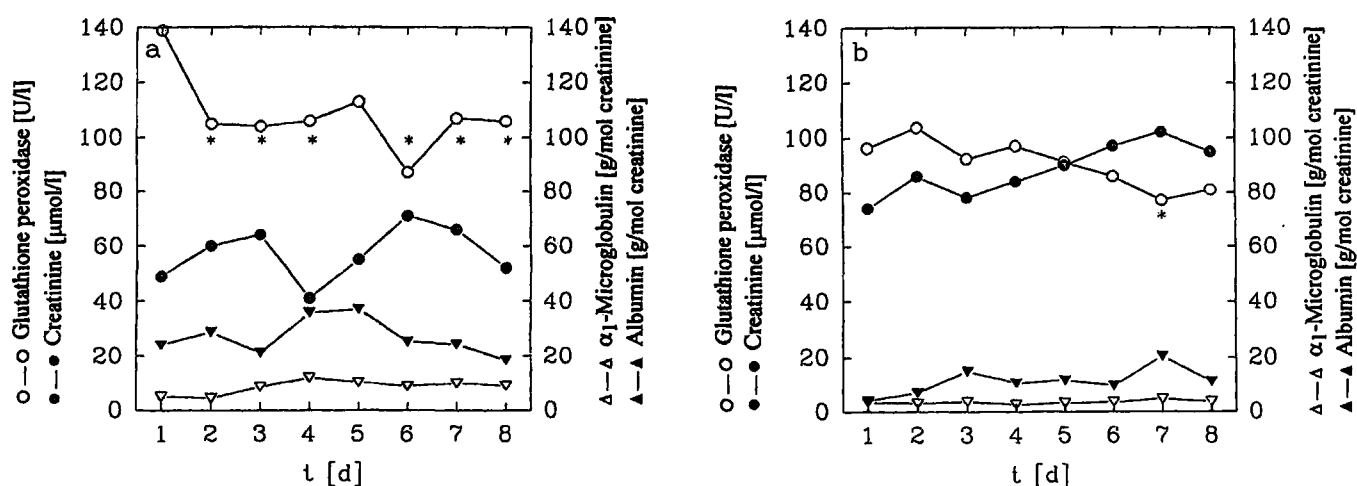 a
140
120
100
80
60
40
20
0
140
120
100
80
60
40
20
0
* * * * * *
1 2 3 4 5 6 7 8
t [d]
○—○ Glutathione peroxidase [U/l]
●—● Creatinine [µmol/l]
△—△ α1-Microglobulin [g/mol creatinine]
▲—▲ Albumin [g/mol creatinine]
b
140
120
100
80
60
40
20
0
140
120
100
80
60
40
20
0
*
1 2 3 4 5 6 7 8
t [d]
○—○ Glutathione peroxidase [U/l]
●—● Creatinine [µmol/l]
△—△ α1-Microglobulin [g/mol creatinine]
▲—▲ Albumin [g/mol creatinine]